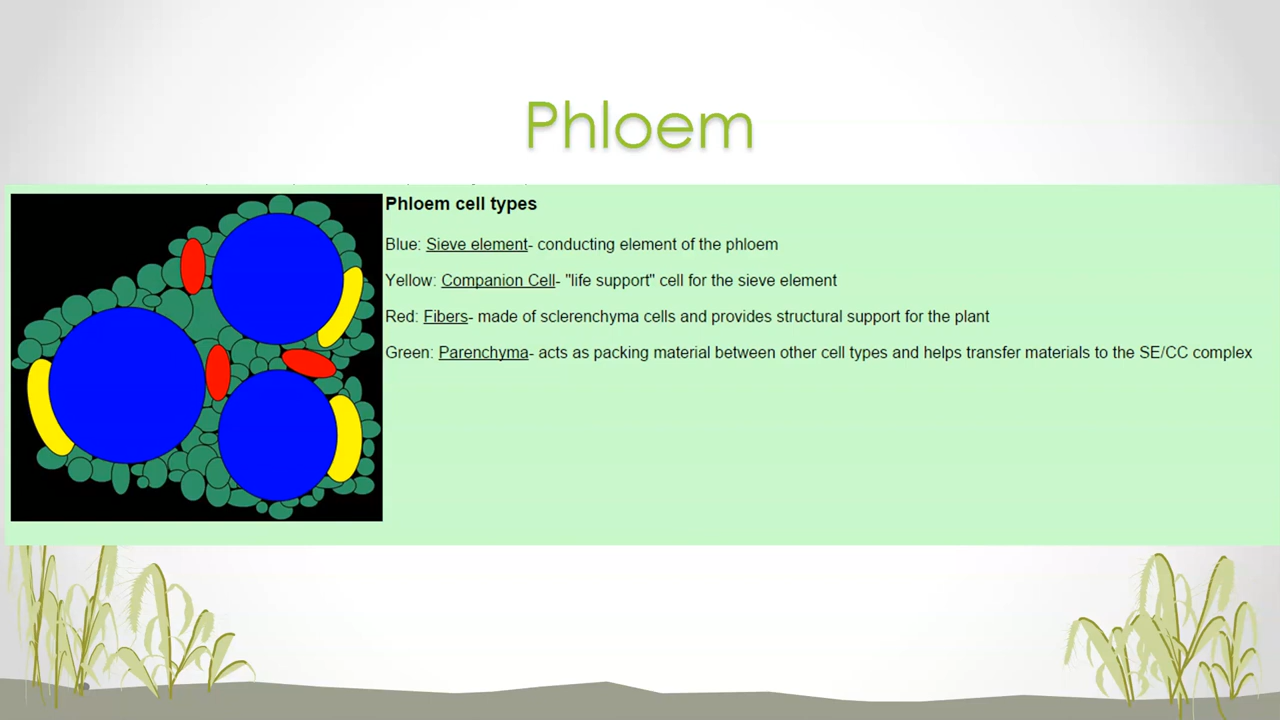 Phloem
Phloem cell types
Blue: Sieve element- conducting element of the phloem
Yellow: Companion Cell- "life support" cell for the sieve element
Red: Fibers- made of sclerenchyma cells and provides structural support for the plant
Green: Parenchyma- acts as packing material between other cell types and helps transfer materials to the SE/CC complex